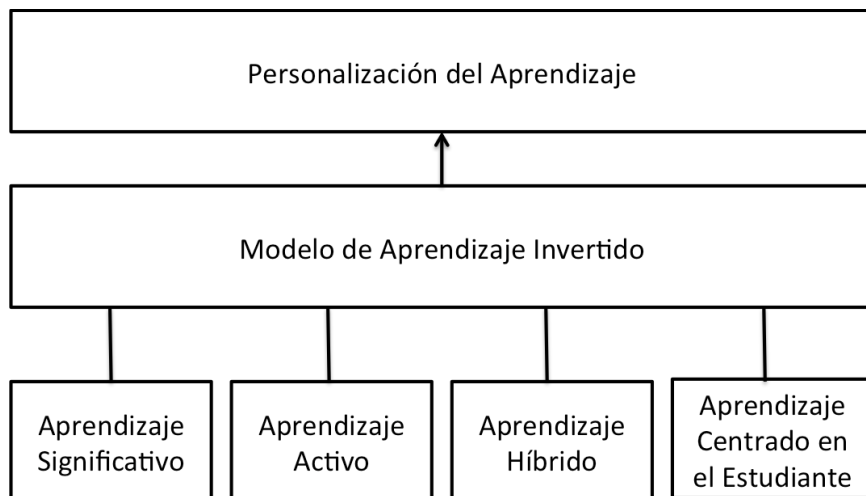 Personalización del Aprendizaje
Modelo de Aprendizaje Invertido
Aprendizaje
Significativo
Aprendizaje
Activo
Aprendizaje
Híbrido
Aprendizaje
Centrado en
el Estudiante